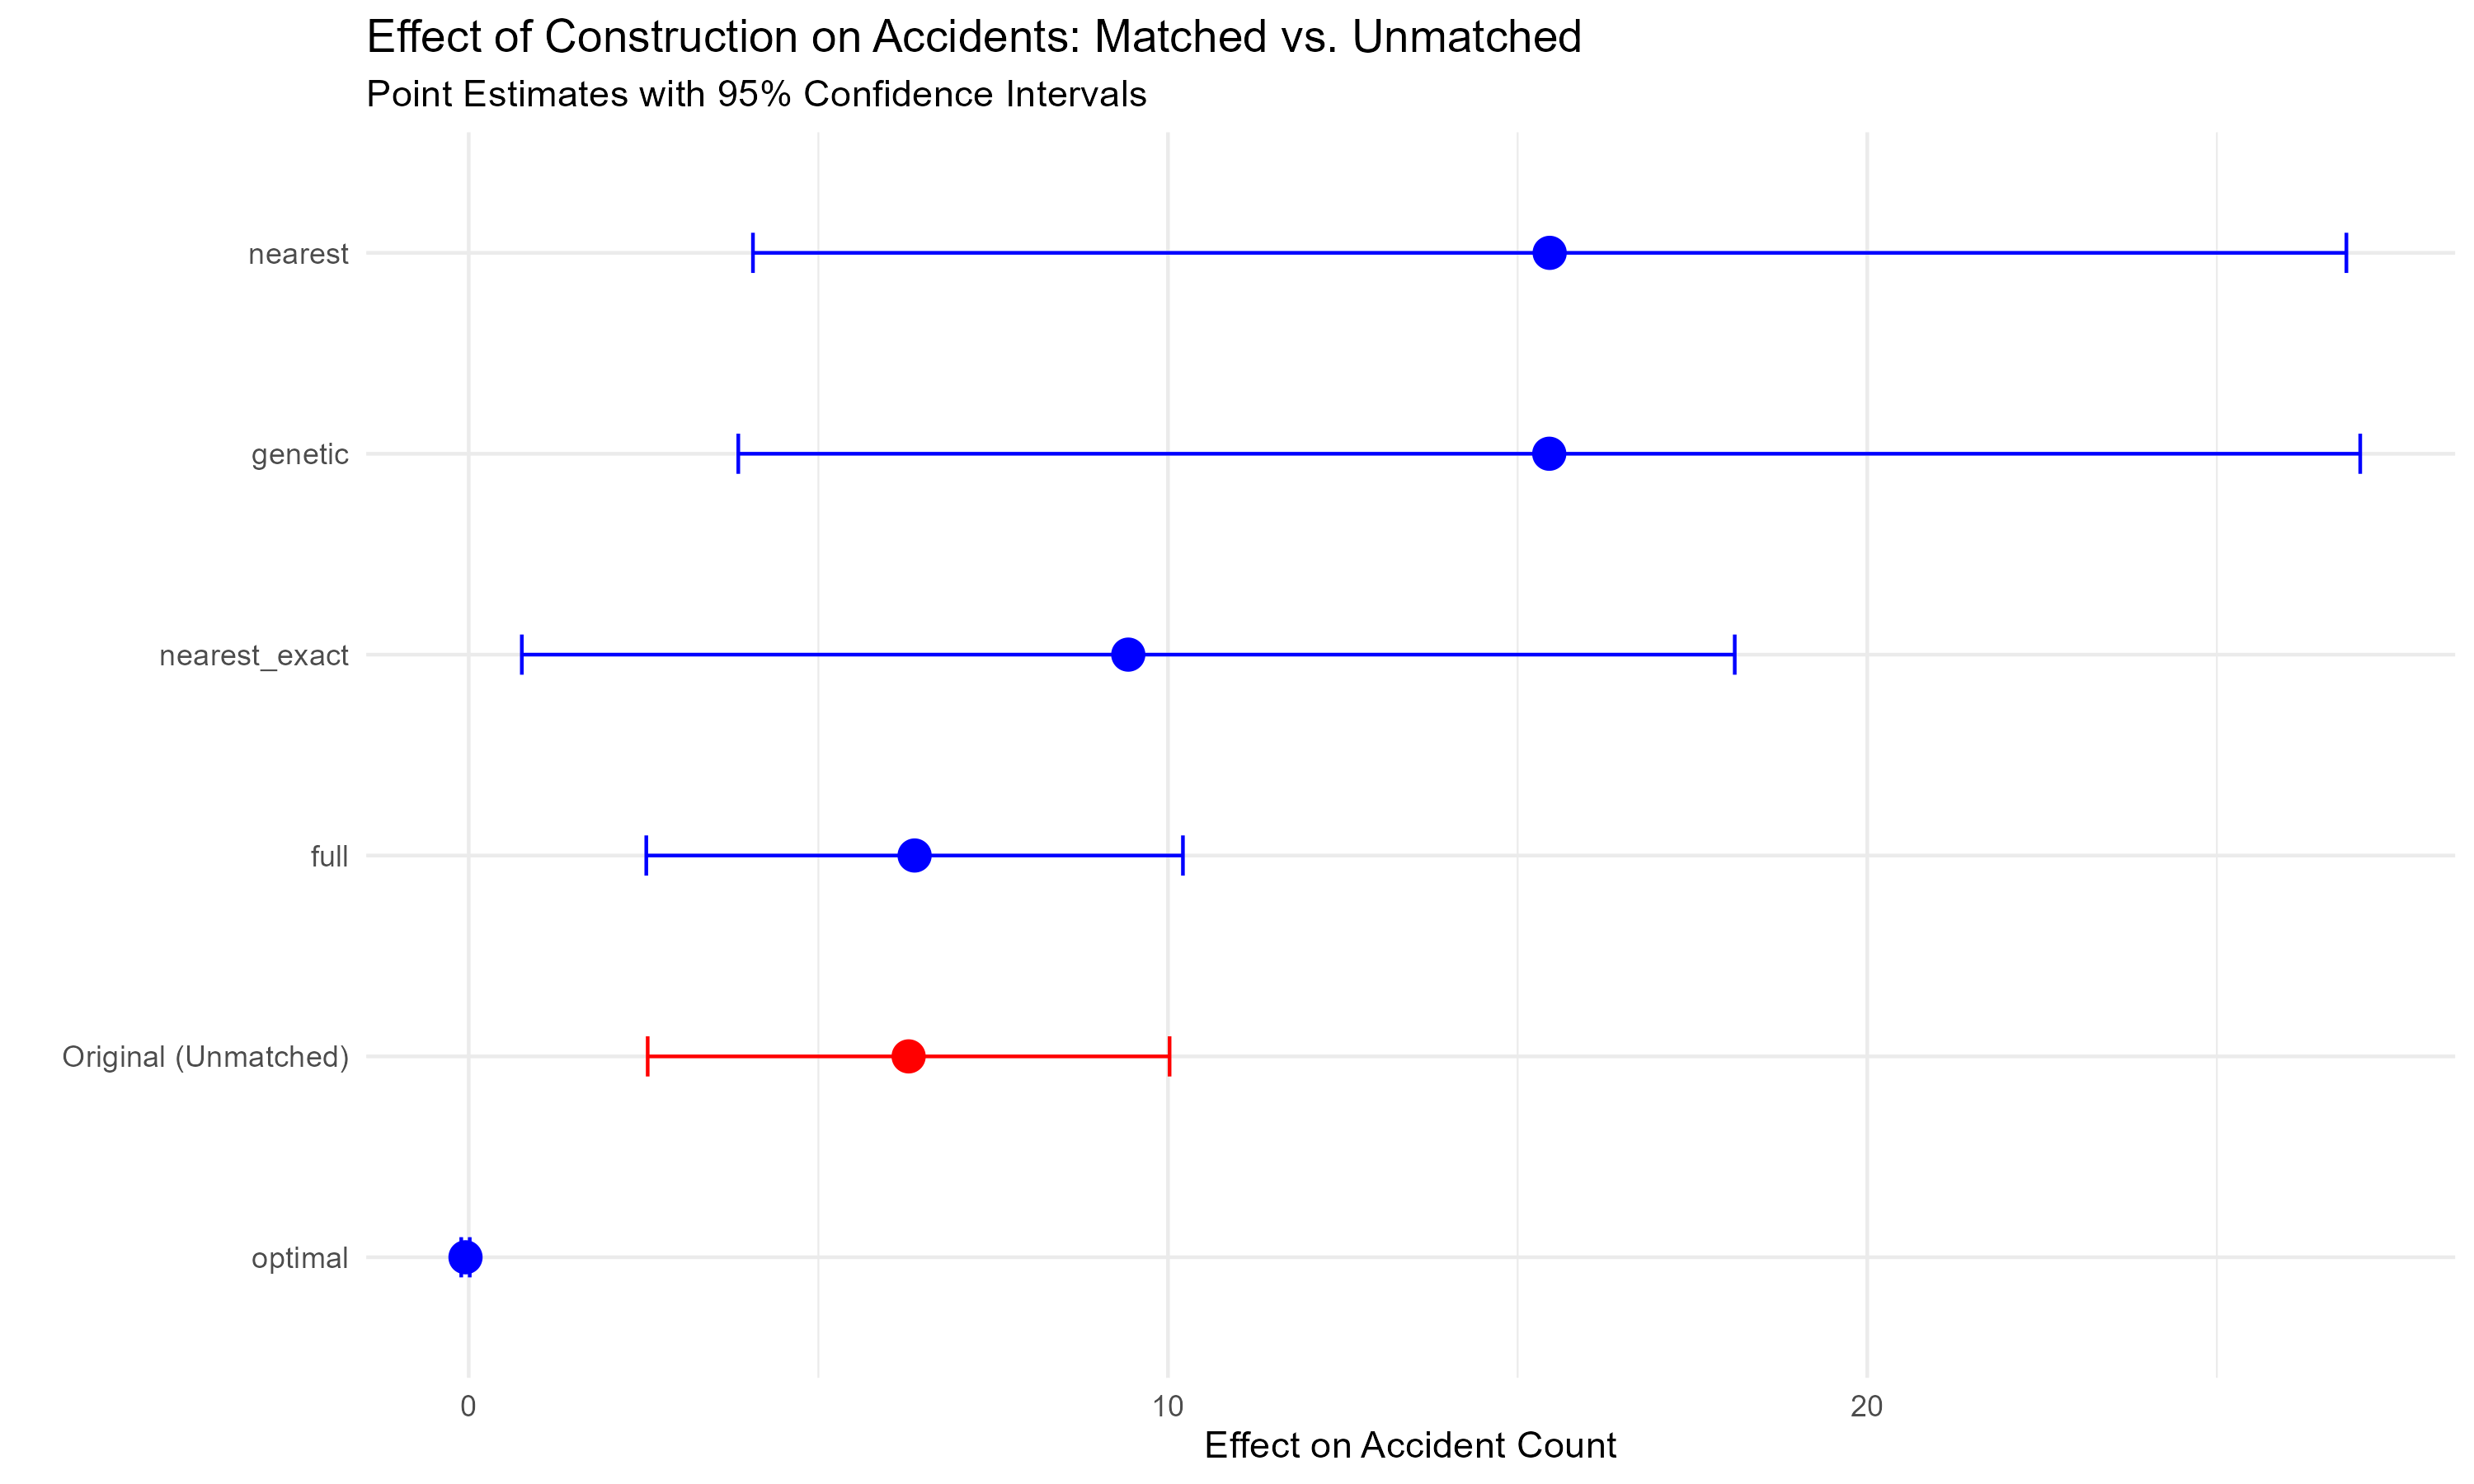 Effect of Construction on Accidents: Matched vs. Unmatched
Point Estimates with 95% Confidence Intervals
nearest
genetic
nearest_exact
full
Original (Unmatched)
optimal
0 10 20
Effect on Accident Count